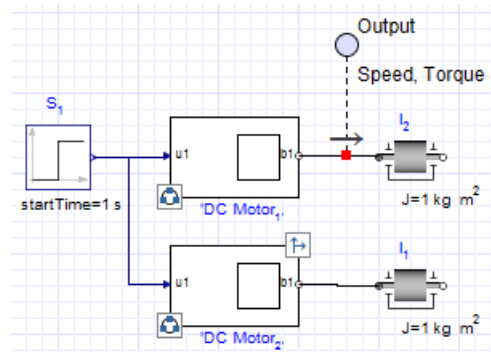 Output
Speed, Torque
S1
I2
u1
b1
startTime=1 s
'DC Motor1,
J=1 kg m2
I1
u1
b1
'DC Motor2,
J=1 kg m2